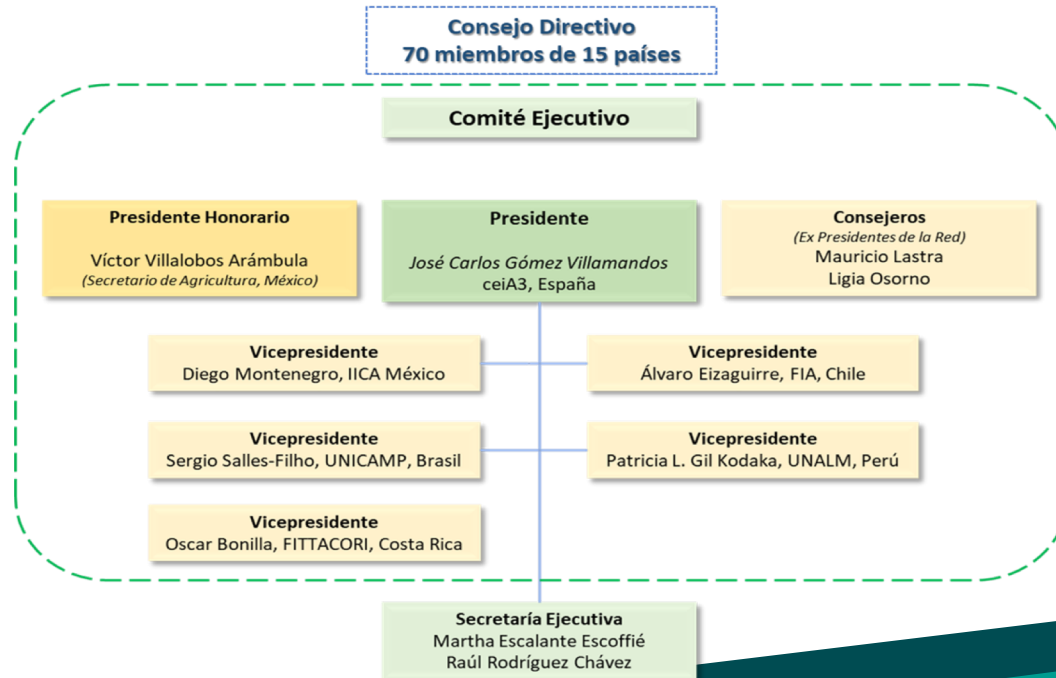 Consejo Directivo
70 miembros de 15 países
Comité Ejecutivo
Presidente Honorario
Víctor Villalobos Arámbula
(Secretario de Agricultura, México)
Presidente
José Carlos Gómez Villamandos
ceiA3, España
Consejeros
(Ex Presidentes de la Red)
Mauricio Lastra
Ligia Osorno
Vicepresidente
Diego Montenegro, IICA México
Vicepresidente
Álvaro Eizaguirre, FIA, Chile
Vicepresidente
Sergio Salles-Filho, UNICAMP, Brasil
Vicepresidente
Patricia L. Gil Kodaka, UNALM, Perú
Vicepresidente
Oscar Bonilla, FITTACORI, Costa Rica
Secretaría Ejecutiva
Martha Escalante Escoffié
Raúl Rodríguez Chávez